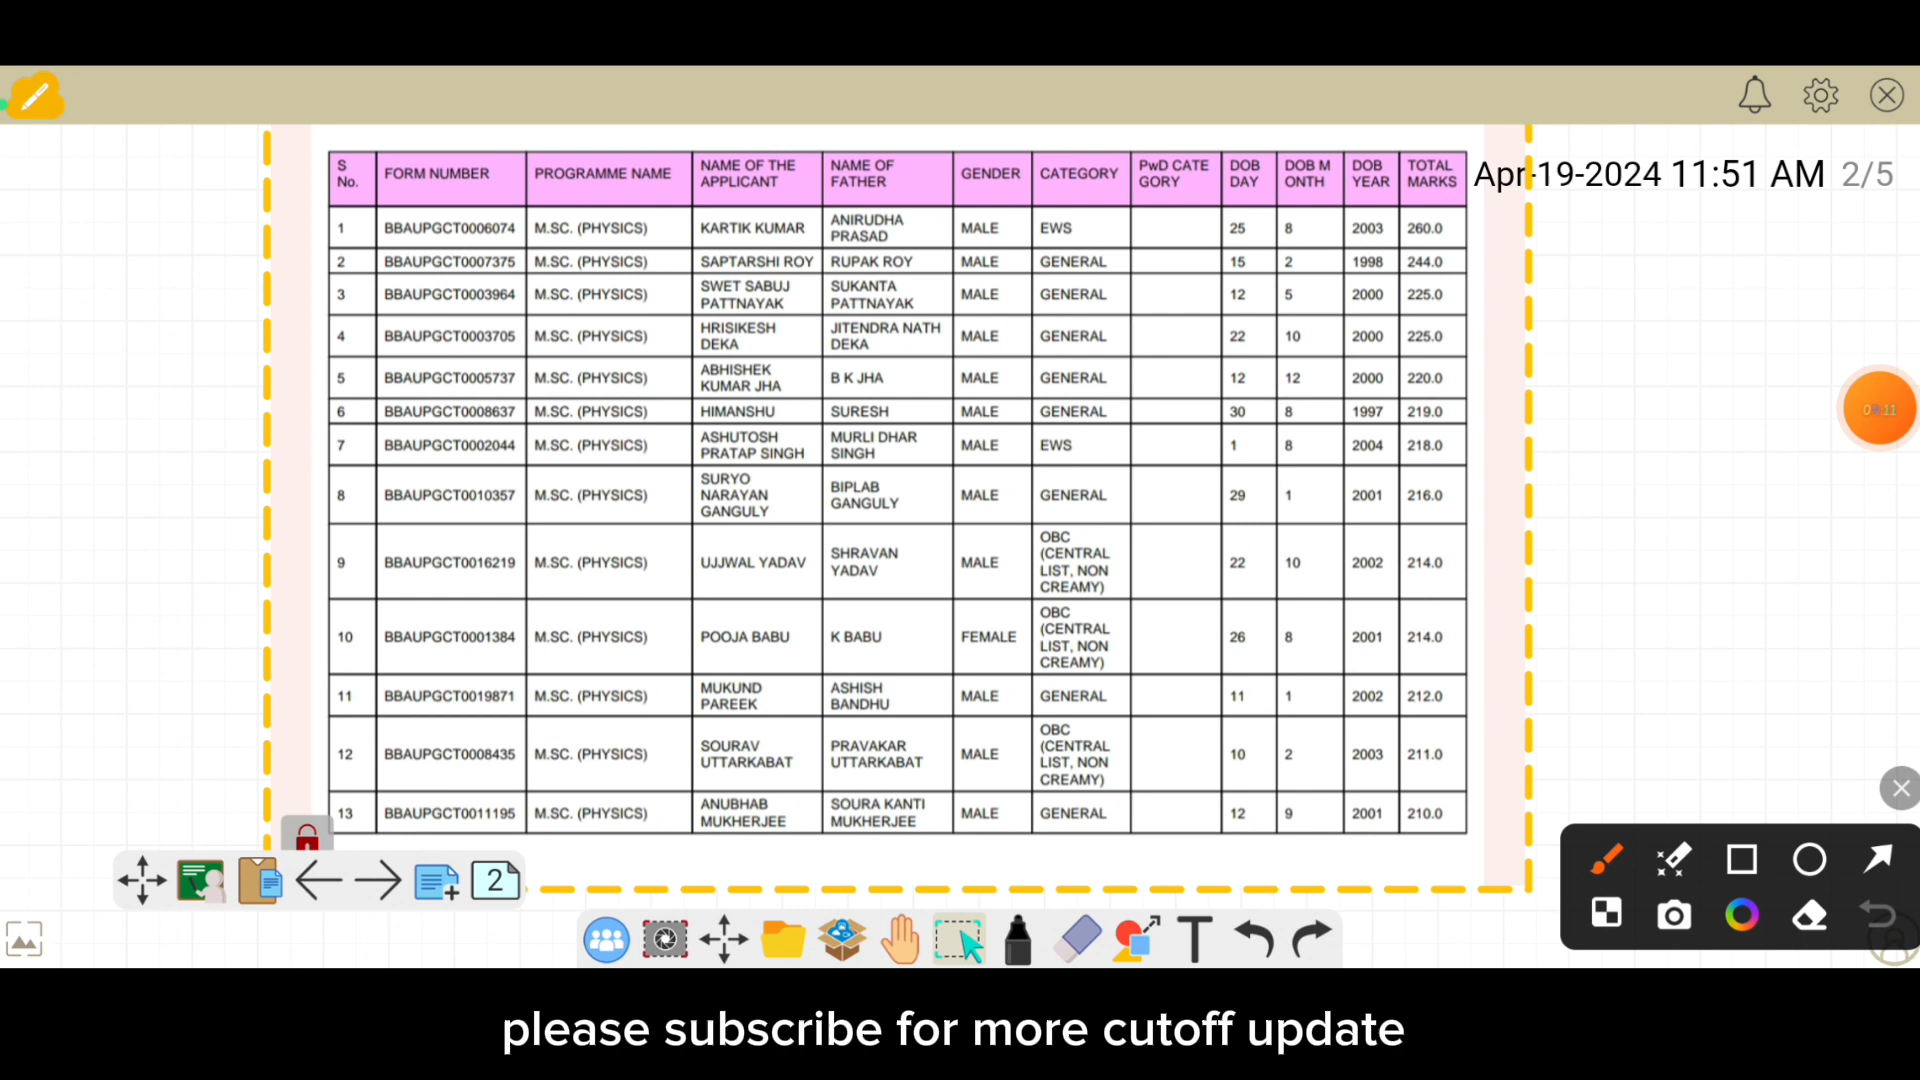 S No. FORM NUMBER PROGRAMME NAME NAME OF THE APPLICANT NAME OF FATHER GENDER CATEGORY PwD CATE GORY DOB DAY DOB M ONTH DOB YEAR TOTAL MARKS
Apr-19-2024 11:51 AM 2/5
1 BBAUPGCT0006074 M.SC. (PHYSICS) KARTIK KUMAR ANIRUDHA PRASAD MALE EWS 25 8 2003 260.0
2 BBAUPGCT0007375 M.SC. (PHYSICS) SAPTARSHI ROY RUPAK ROY MALE GENERAL 15 2 1998 244.0
3 BBAUPGCT0003964 M.SC. (PHYSICS) SWET SABUJ PATTNAYAK SUKANTA PATTNAYAK MALE GENERAL 12 5 2000 225.0
4 BBAUPGCT0003705 M.SC. (PHYSICS) HRISIKESH DEKA JITENDRA NATH DEKA MALE GENERAL 22 10 2000 225.0
5 BBAUPGCT0005737 M.SC. (PHYSICS) ABHISHEK KUMAR JHA B K JHA MALE GENERAL 12 12 2000 220.0
6 BBAUPGCT0008637 M.SC. (PHYSICS) HIMANSHU SURESH MALE GENERAL 30 8 1997 219.0
7 BBAUPGCT0002044 M.SC. (PHYSICS) ASHUTOSH PRATAP SINGH MURLI DHAR SINGH MALE EWS 1 8 2004 218.0
8 BBAUPGCT0010357 M.SC. (PHYSICS) SURYO NARAYAN GANGULY BIPLAB GANGULY MALE GENERAL 29 1 2001 216.0
9 BBAUPGCT0016219 M.SC. (PHYSICS) UJJWAL YADAV SHRAVAN YADAV MALE OBC (CENTRAL LIST, NON CREAMY) 22 10 2002 214.0
10 BBAUPGCT0001384 M.SC. (PHYSICS) POOJA BABU K BABU FEMALE OBC (CENTRAL LIST, NON CREAMY) 26 8 2001 214.0
11 BBAUPGCT0019871 M.SC. (PHYSICS) MUKUND PAREEK ASHISH BANDHU MALE GENERAL 11 1 2002 212.0
12 BBAUPGCT0008435 M.SC. (PHYSICS) SOURAV UTTARKABAT PRAVAKAR UTTARKABAT MALE OBC (CENTRAL LIST, NON CREAMY) 10 2 2003 211.0
13 BBAUPGCT0011195 M.SC. (PHYSICS) ANUBHAB MUKHERJEE SOURA KANTI MUKHERJEE MALE GENERAL 12 9 2001 210.0
2
T
please subscribe for more cutoff update